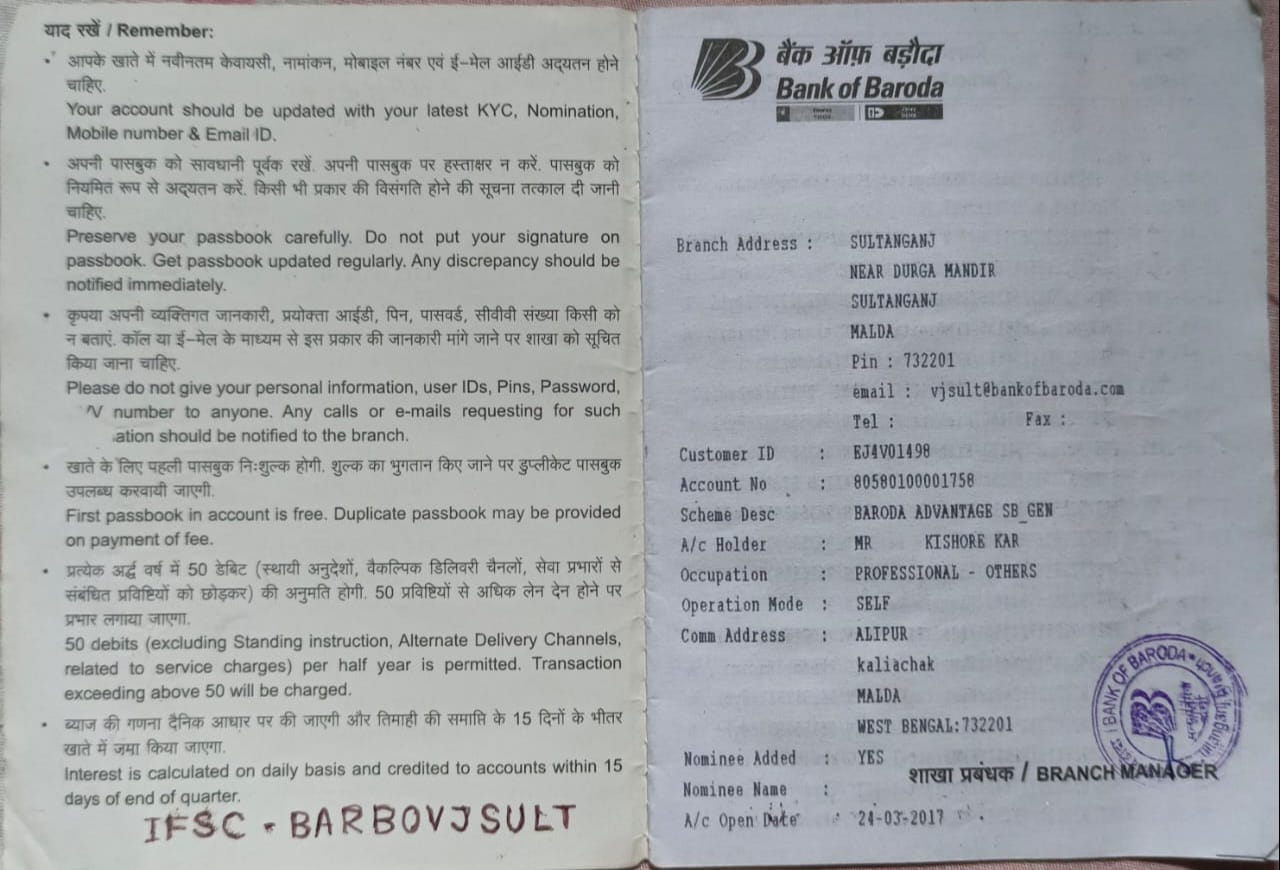 याद रखें / Remember:
• आपके खाते में नवीनतम केवायसी, नामांकन, मोबाइल नंबर एवं ई-मेल आईडी अद्यतन होने
चाहिए.
Your account should be updated with your latest KYC, Nomination,
Mobile number & Email ID.
• अपनी पासबुक को सावधानी पूर्वक रखें. अपनी पासबुक पर हस्ताक्षर न करें. पासबुक को
नियमित रूप से अद्यतन करें. किसी भी प्रकार की विसंगति होने की सूचना तत्काल दी जानी
चाहिए.
Preserve your passbook carefully. Do not put your signature on
passbook. Get passbook updated regularly. Any discrepancy should be
notified immediately.
• कृपया अपनी व्यक्तिगत जानकारी, प्रयोक्ता आईडी, पिन, पासवर्ड, सीवीवी संख्या किसी को
न बताएं. कॉल या ई-मेल के माध्यम से इस प्रकार की जानकारी मांगे जाने पर शाखा को सूचित
किया जाना चाहिए.
Please do not give your personal information, user IDs, Pins, Password,
number to anyone. Any calls or e-mails requesting for such
ation should be notified to the branch.
• खाते के लिए पहली पासबुक निःशुल्क होगी. शुल्क का भुगतान किए जाने पर डुप्लीकेट पासबुक
उपलब्ध करवायी जाएगी.
First passbook in account is free. Duplicate passbook may be provided
on payment of fee.
• प्रत्येक अर्द्ध वर्ष में 50 डेबिट (स्थायी अनुदेशों, वैकल्पिक डिलिवरी चैनलों, सेवा प्रभारों से
संबंधित प्रविष्टियों को छोड़कर) की अनुमति होगी. 50 प्रविष्टियों से अधिक लेन देन होने पर
प्रभार लगाया जाएगा.
50 debits (excluding Standing instruction, Alternate Delivery Channels,
related to service charges) per half year is permitted. Transaction
exceeding above 50 will be charged.
• ब्याज की गणना दैनिक आधार पर की जाएगी और तिमाही की समाप्ति के 15 दिनों के भीतर
खाते में जमा किया जाएगा.
Interest is calculated on daily basis and credited to accounts within 15
days of end of quarter.
IFSC - BARBOVJSULT
बैंक ऑफ़ बड़ौदा
Bank of Baroda
Branch Address : SULTANGANJ
NEAR DURGA MANDIR
SULTANGANJ
MALDA
Pin : 732201
email : vjsult@bankofbaroda.com
Tel : Fax :
Customer ID : EJ4V01498
Account No : 80580100001758
Scheme Desc BARODA ADVANTAGE SB_GEN
A/c Holder : MR KISHORE KAR
Occupation : PROFESSIONAL - OTHERS
Operation Mode : SELF
Comm Address : ALIPUR
kaliachak
MALDA
WEST BENGAL:732201
Nominee Added : YES
शाखा प्रबंधक / BRANCH MANAGER
Nominee Name :
A/c Open Date : 24-03-2017
BANK OF BARODA